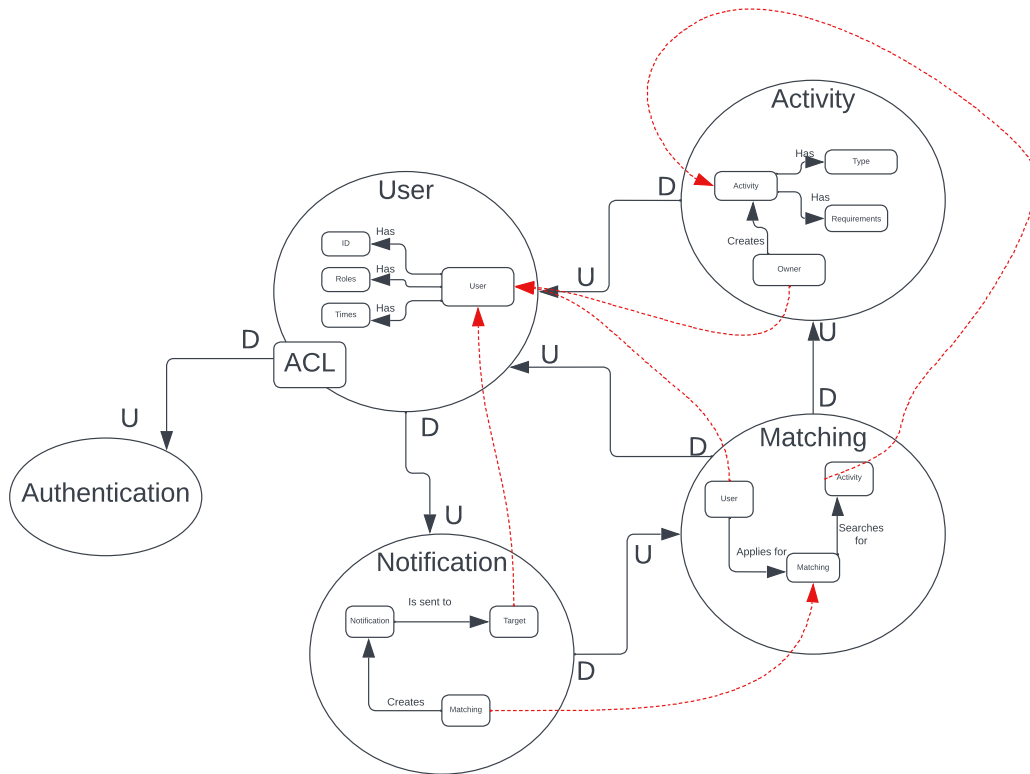 Activity
Has
Type
Activity
Has
Requirements
Creates
Owner
D
U
User
Has
ID
Has
Roles
User
Has
Times
D
ACL
U
Authentication
U
D
U
D
Matching
Activity
User
Searches
for
Applies for
Matching
D
U
Notification
Is sent to
Notification
Target
Creates
Matching
U
D